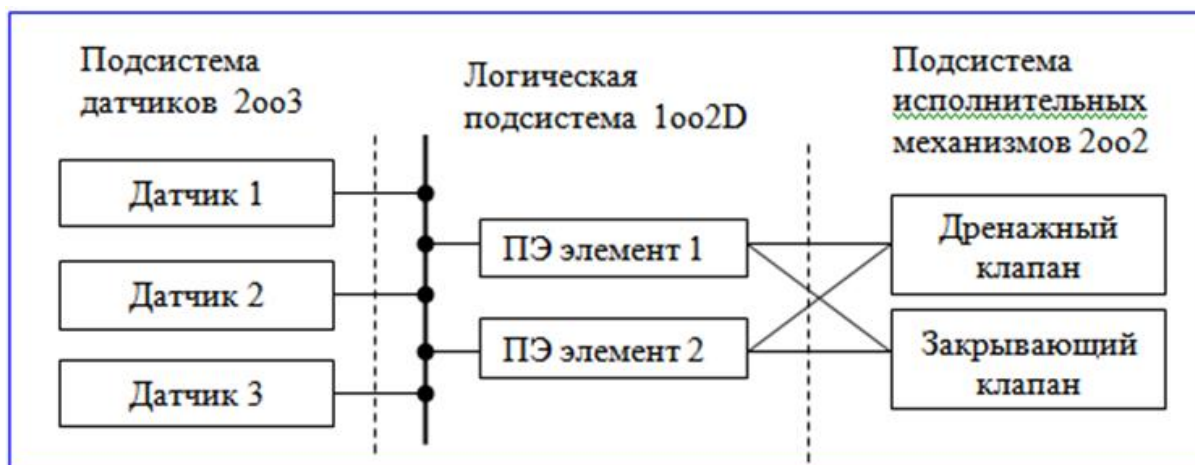 Подсистема
датчиков 2оо3
Логическая
подсистема 1оо2D
Подсистема
исполнительных
механизмов 2оо2
Датчик 1
Датчик 2
Датчик 3
ПЭ элемент 1
ПЭ элемент 2
Дренажный
клапан
Закрывающий
клапан